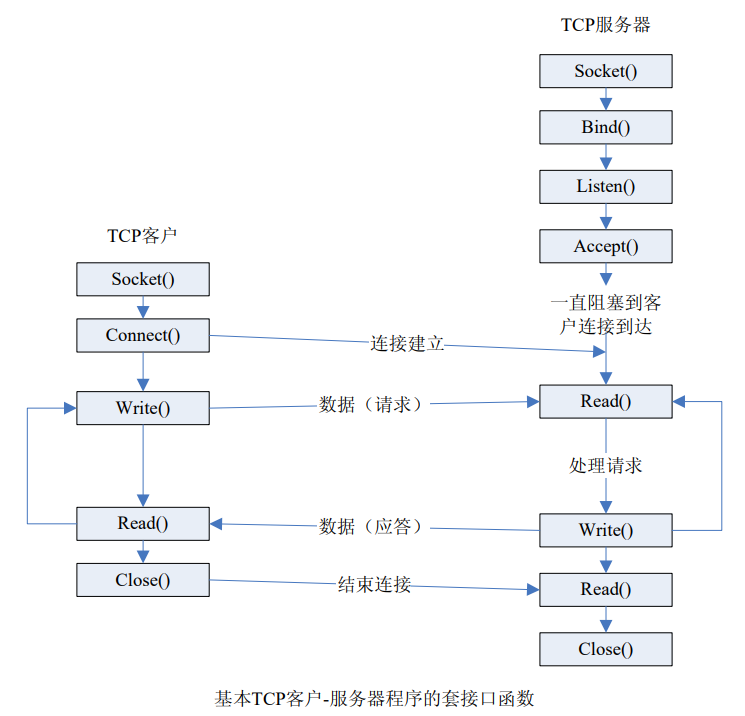 TCP服务器
Socket()
Bind()
Listen()
Accept()
一直阻塞到客
户连接到达
TCP客户
Socket()
Connect()
连接建立
Write()
数据（请求）
Read()
处理请求
Read()
数据（应答）
Write()
Close()
结束连接
Read()
Close()
基本TCP客户-服务器程序的套接口函数